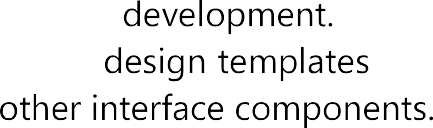 development.
design templates
other interface components.